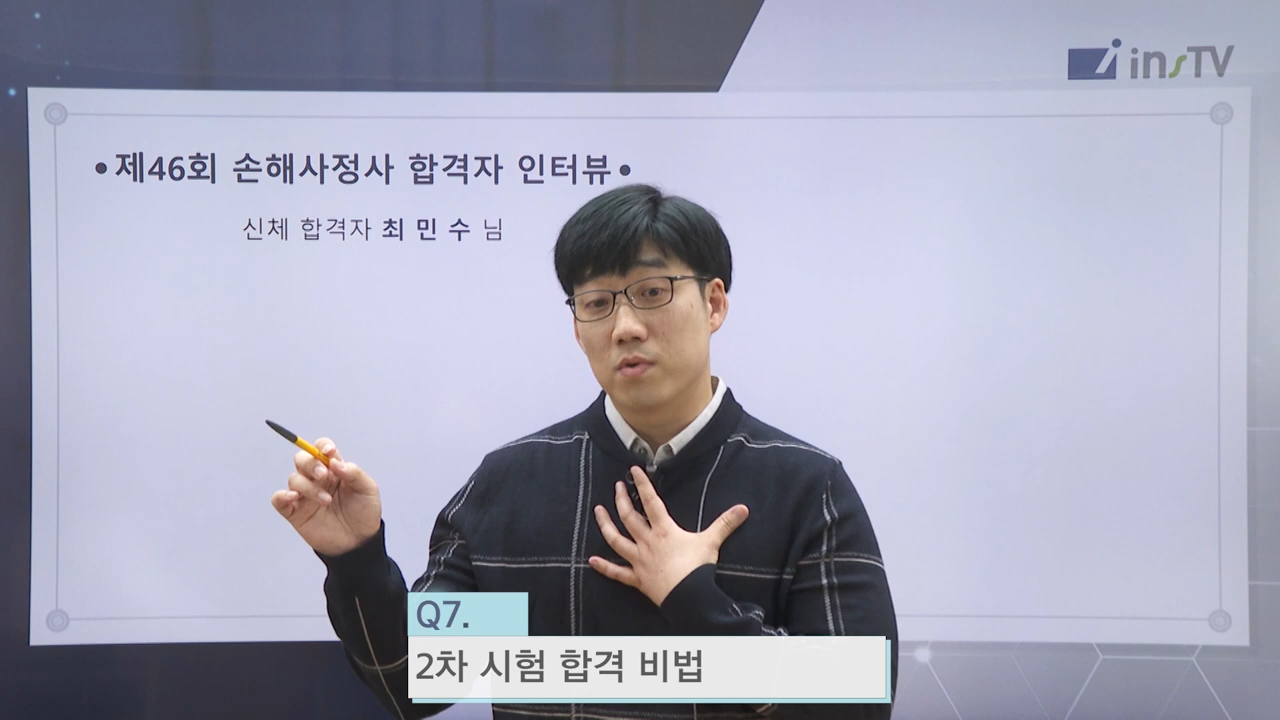 insTV
•제46회 손해사정사 합격자 인터뷰•
신체 합격자 최 민 수 님
Q7.
2차 시험 합격 비법